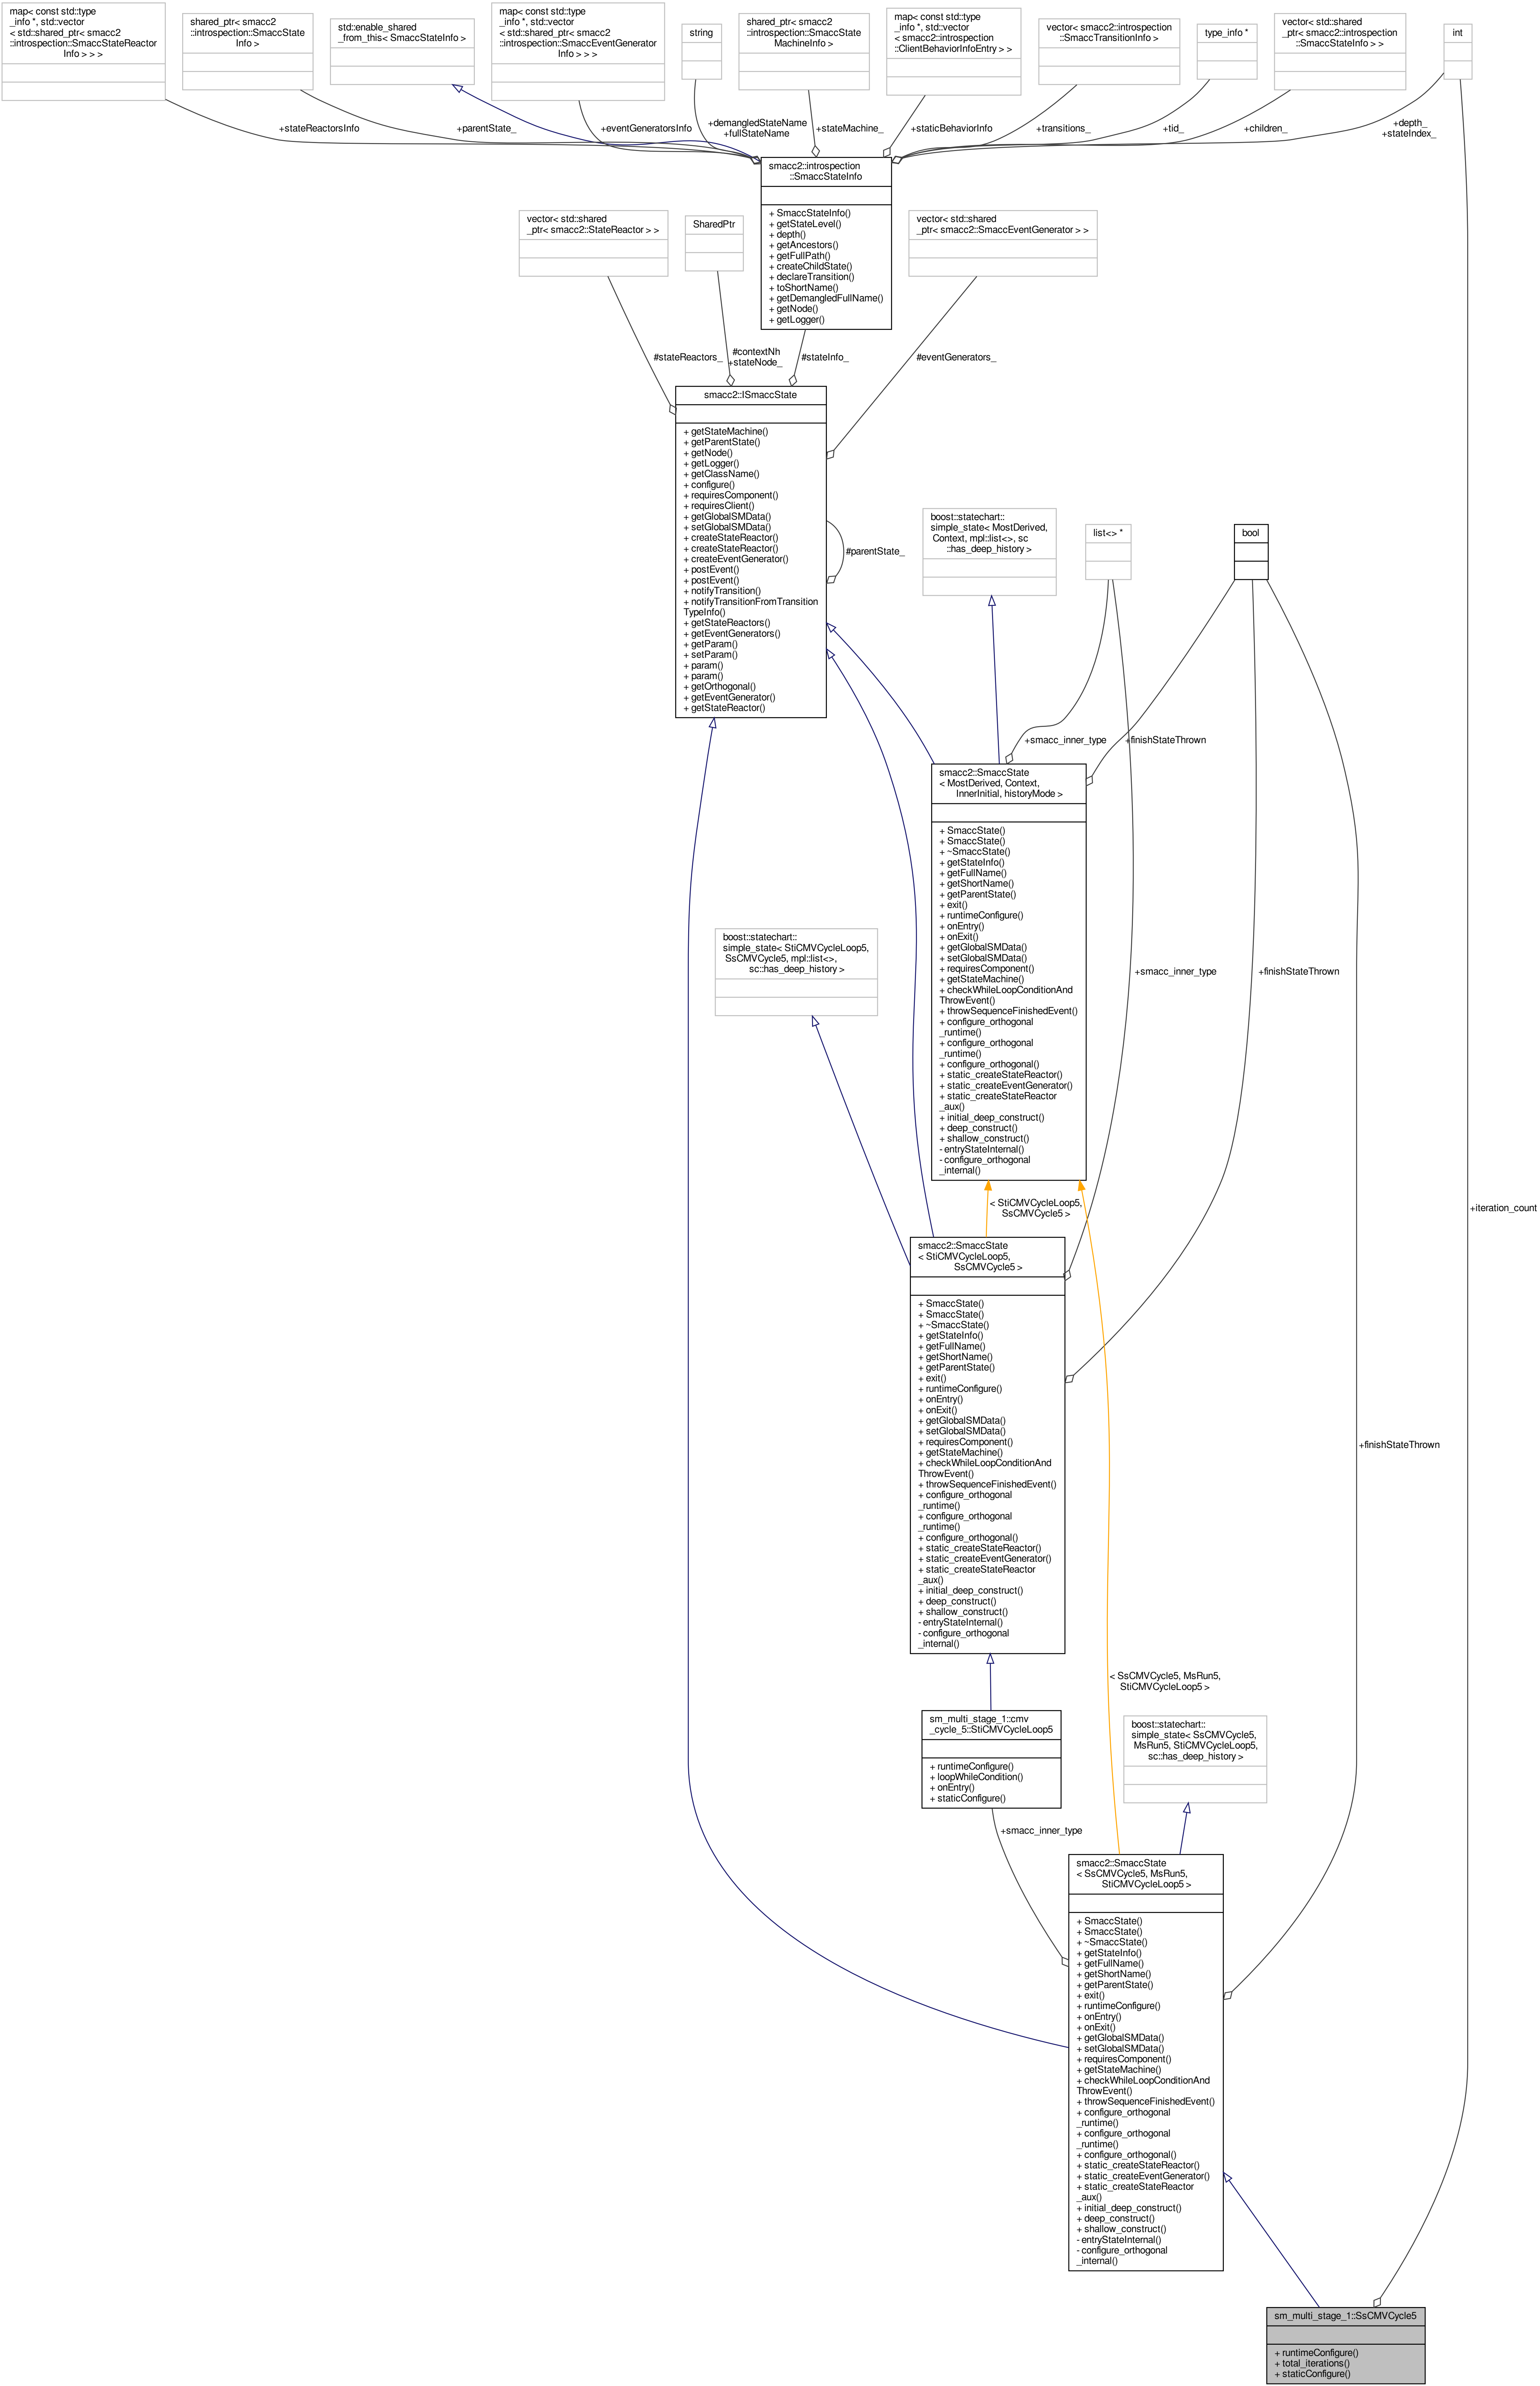 map< const std::type
_info *, std::vector
< std::shared_ptr< smacc2
::introspection::SmaccStateReactor
Info > > >
shared_ptr< smacc2
::introspection::SmaccState
Info >
std::enable_shared
_from_this< SmaccStateInfo >
map< const std::type
_info *, std::vector
< std::shared_ptr< smacc2
::introspection::SmaccEventGenerator
Info > > >
string
shared_ptr< smacc2
::introspection::SmaccState
MachineInfo >
map< const std::type
_info *, std::vector
< smacc2::introspection
::ClientBehaviorInfoEntry > >
vector< smacc2::introspection
::SmaccTransitionInfo >
type_info *
vector< std::shared
_ptr< smacc2::introspection
::SmaccStateInfo > >
int
+stateReactorsInfo
+parentState_
+eventGeneratorsInfo
+demangledStateName
+fullStateName
+stateMachine_
+staticBehaviorInfo
+transitions_
+tid_
+children_
+depth_
+stateIndex_
smacc2::introspection
::SmaccStateInfo
+ SmaccStateInfo()
+ getStateLevel()
+ depth()
+ getAncestors()
+ getFullPath()
+ createChildState()
+ declareTransition()
+ toShortName()
+ getDemangledFullName()
+ getNode()
+ getLogger()
vector< std::shared
_ptr< smacc2::StateReactor > >
SharedPtr
vector< std::shared
_ptr< smacc2::SmaccEventGenerator > >
#stateReactors_
#contextNh
+stateNode_
#stateInfo_
#eventGenerators_
smacc2::ISmaccState
+ getStateMachine()
+ getParentState()
+ getNode()
+ getLogger()
+ getClassName()
+ configure()
+ requiresComponent()
+ requiresClient()
+ getGlobalSMData()
+ setGlobalSMData()
+ createStateReactor()
+ createStateReactor()
+ createEventGenerator()
+ postEvent()
+ postEvent()
+ notifyTransition()
+ notifyTransitionFromTransition
TypeInfo()
+ getStateReactors()
+ getEventGenerators()
+ getParam()
+ setParam()
+ param()
+ param()
+ getOrthogonal()
+ getEventGenerator()
+ getStateReactor()
#parentState_
boost::statechart::
simple_state< MostDerived,
Context, mpl::list<>, sc
::has_deep_history >
list<> *
bool
+smacc_inner_type
+finishStateThrown
smacc2::SmaccState
< MostDerived, Context,
InnerInitial, historyMode >
+ SmaccState()
+ SmaccState()
+ ~SmaccState()
+ getStateInfo()
+ getFullName()
+ getShortName()
+ getParentState()
+ exit()
+ runtimeConfigure()
+ onEntry()
+ onExit()
+ getGlobalSMData()
+ setGlobalSMData()
+ requiresComponent()
+ getStateMachine()
+ checkWhileLoopConditionAnd
ThrowEvent()
+ throwSequenceFinishedEvent()
+ configure_orthogonal
_runtime()
+ configure_orthogonal
_runtime()
+ configure_orthogonal()
+ static_createStateReactor()
+ static_createEventGenerator()
+ static_createStateReactor
_aux()
+ initial_deep_construct()
+ deep_construct()
+ shallow_construct()
- entryStateInternal()
- configure_orthogonal
_internal()
boost::statechart::
simple_state< StiCMVCycleLoop5,
SsCMVCycle5, mpl::list<>,
sc::has_deep_history >
+smacc_inner_type
+finishStateThrown
+iteration_count
< StiCMVCycleLoop5,
SsCMVCycle5 >
smacc2::SmaccState
< StiCMVCycleLoop5,
SsCMVCycle5 >
+ SmaccState()
+ SmaccState()
+ ~SmaccState()
+ getStateInfo()
+ getFullName()
+ getShortName()
+ getParentState()
+ exit()
+ runtimeConfigure()
+ onEntry()
+ onExit()
+ getGlobalSMData()
+ setGlobalSMData()
+ requiresComponent()
+ getStateMachine()
+ checkWhileLoopConditionAnd
ThrowEvent()
+ throwSequenceFinishedEvent()
+ configure_orthogonal
_runtime()
+ configure_orthogonal
_runtime()
+ configure_orthogonal()
+ static_createStateReactor()
+ static_createEventGenerator()
+ static_createStateReactor
_aux()
+ initial_deep_construct()
+ deep_construct()
+ shallow_construct()
- entryStateInternal()
- configure_orthogonal
_internal()
+finishStateThrown
< SsCMVCycle5, MsRun5,
StiCMVCycleLoop5 >
sm_multi_stage_1::cmv
_cycle_5::StiCMVCycleLoop5
+ runtimeConfigure()
+ loopWhileCondition()
+ onEntry()
+ staticConfigure()
boost::statechart::
simple_state< SsCMVCycle5,
MsRun5, StiCMVCycleLoop5,
sc::has_deep_history >
+smacc_inner_type
smacc2::SmaccState
< SsCMVCycle5, MsRun5,
StiCMVCycleLoop5 >
+ SmaccState()
+ SmaccState()
+ ~SmaccState()
+ getStateInfo()
+ getFullName()
+ getShortName()
+ getParentState()
+ exit()
+ runtimeConfigure()
+ onEntry()
+ onExit()
+ getGlobalSMData()
+ setGlobalSMData()
+ requiresComponent()
+ getStateMachine()
+ checkWhileLoopConditionAnd
ThrowEvent()
+ throwSequenceFinishedEvent()
+ configure_orthogonal
_runtime()
+ configure_orthogonal
_runtime()
+ configure_orthogonal()
+ static_createStateReactor()
+ static_createEventGenerator()
+ static_createStateReactor
_aux()
+ initial_deep_construct()
+ deep_construct()
+ shallow_construct()
- entryStateInternal()
- configure_orthogonal
_internal()
sm_multi_stage_1::SsCMVCycle5
+ runtimeConfigure()
+ total_iterations()
+ staticConfigure()